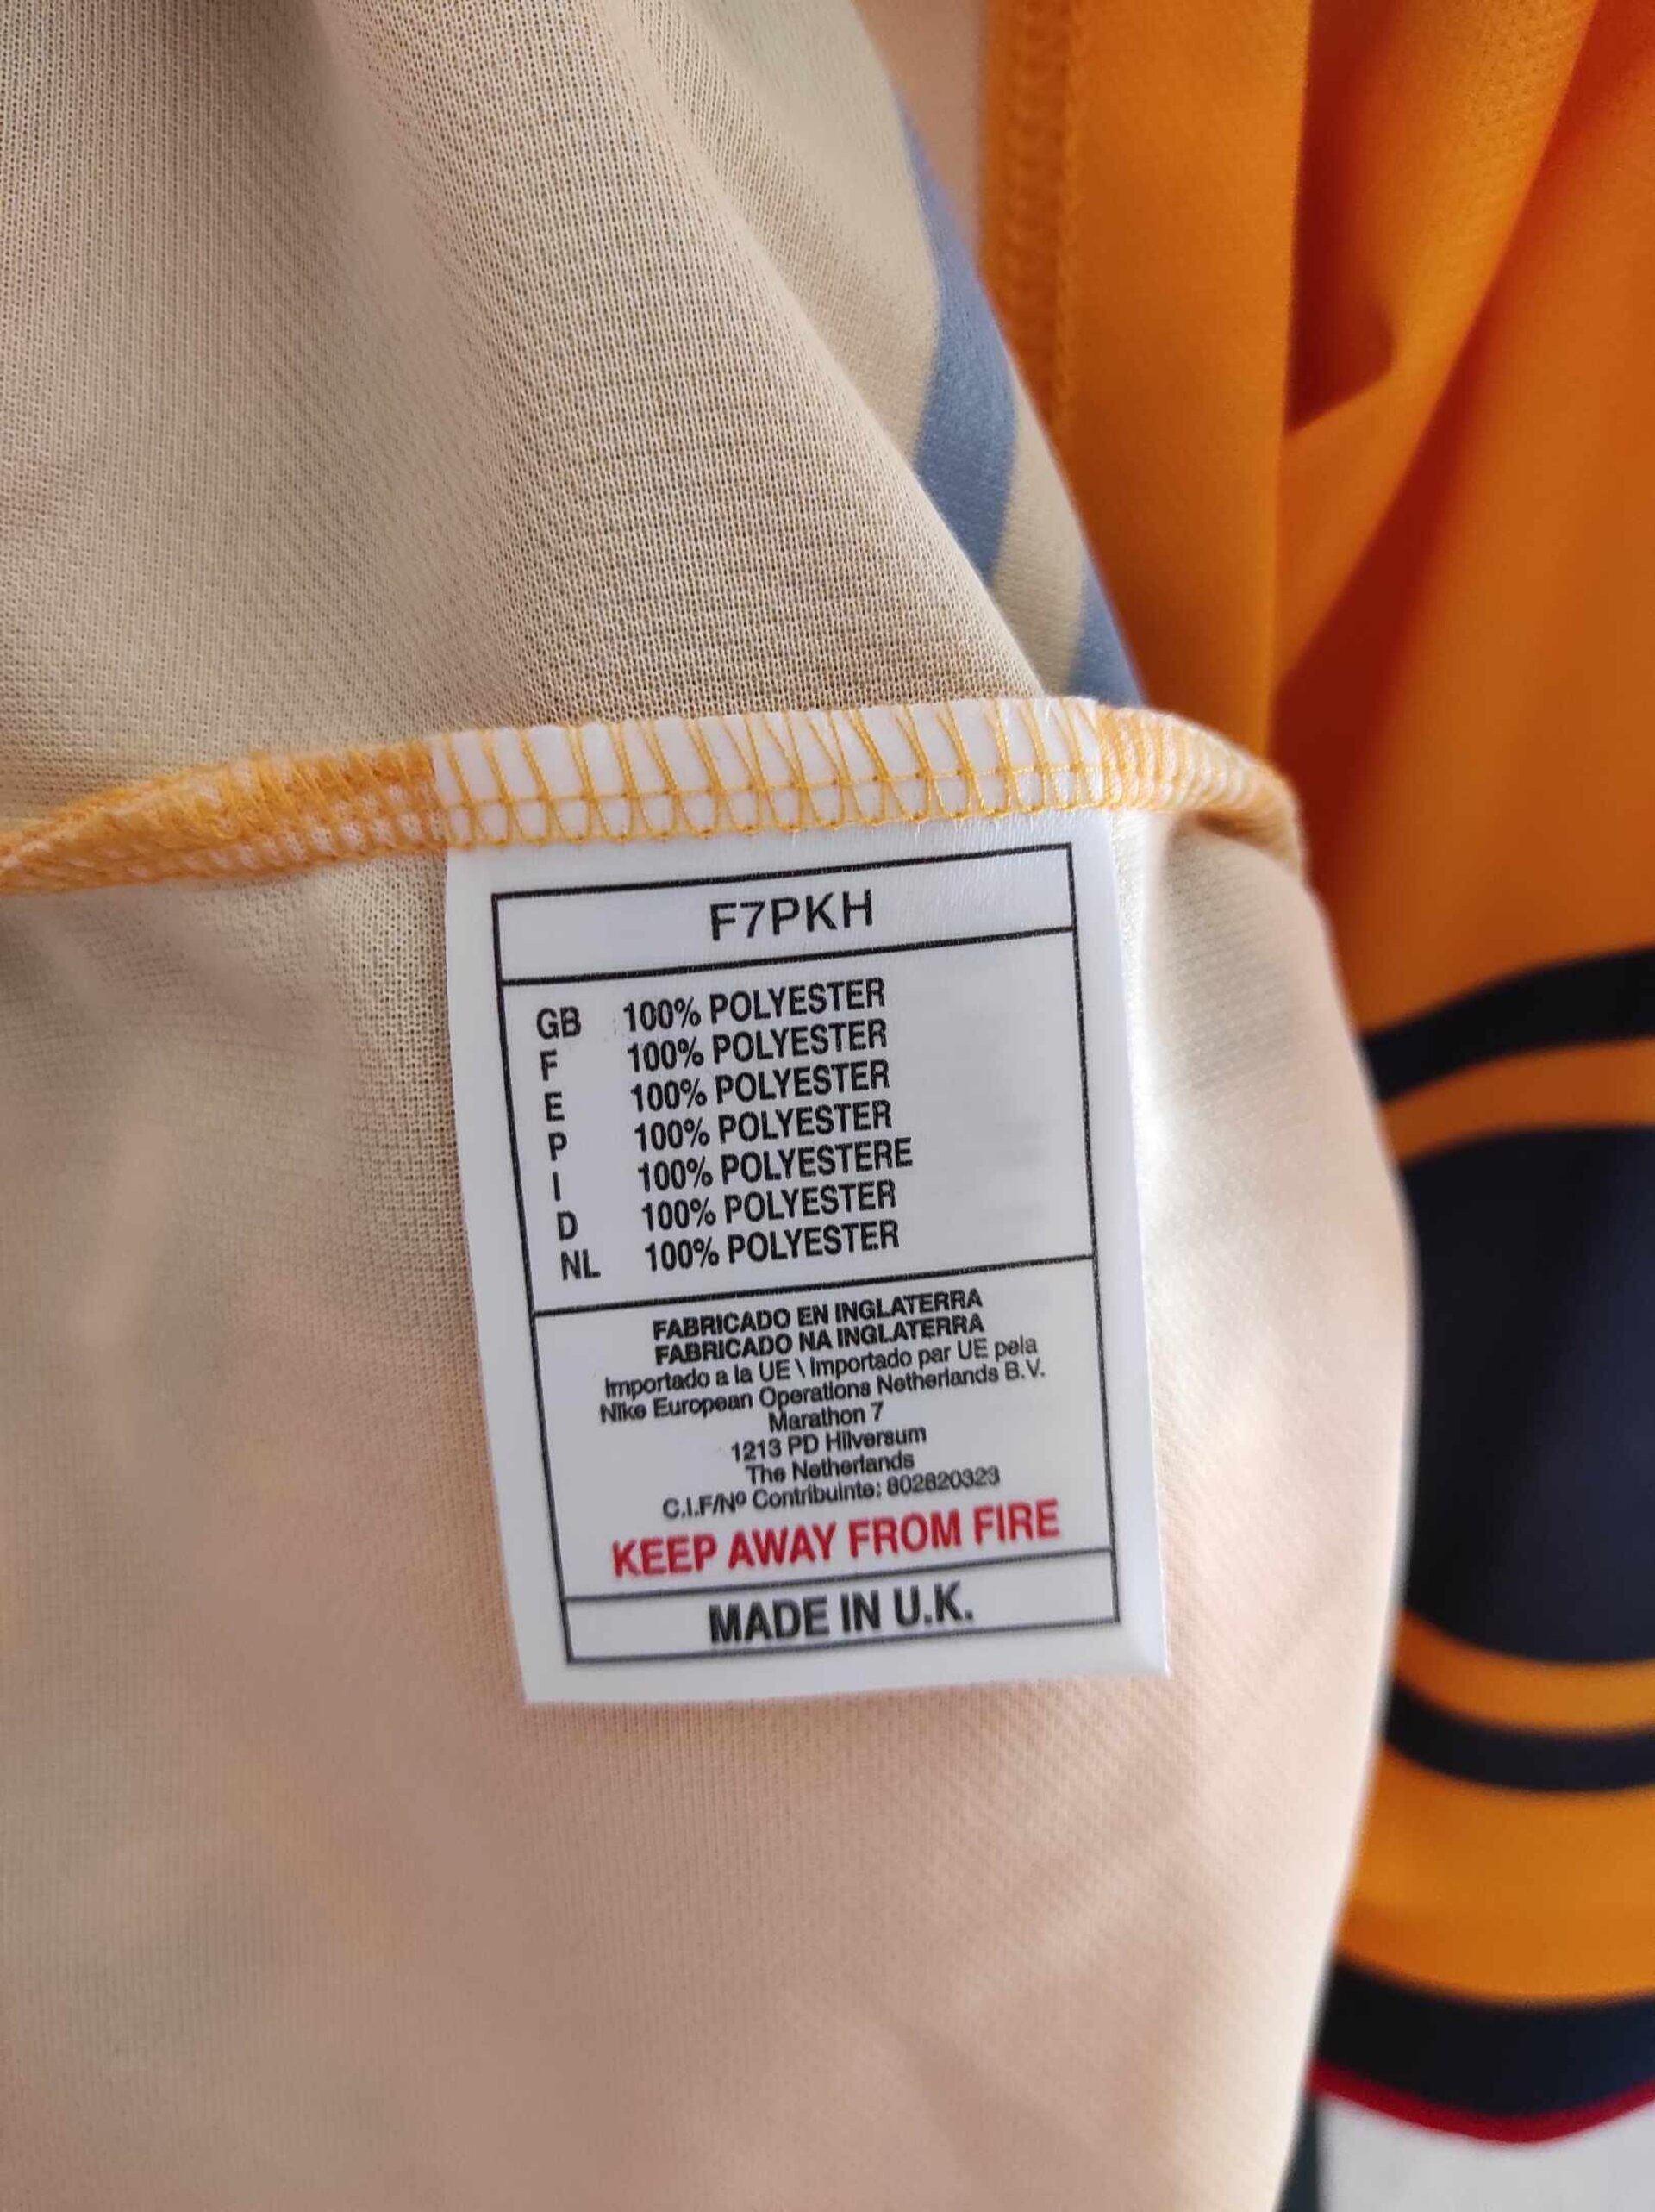 F7PKH
GB 100% POLYESTER
F 100% POLYESTER
E 100% POLYESTER
P 100% POLYESTER
I 100% POLYESTERE
D 100% POLYESTER
NL 100% POLYESTER
FABRICADO EN INGLATERRA
FABRICADO NA INGLATERRA
Importado a la UE \ Importado par UE pela
Nike European Operations Netherlands B.V.
Marathon 7
1213 PD Hilversum
The Netherlands
C.I.F/Nº Contribuinte: 802820323
KEEP AWAY FROM FIRE
MADE IN U.K.